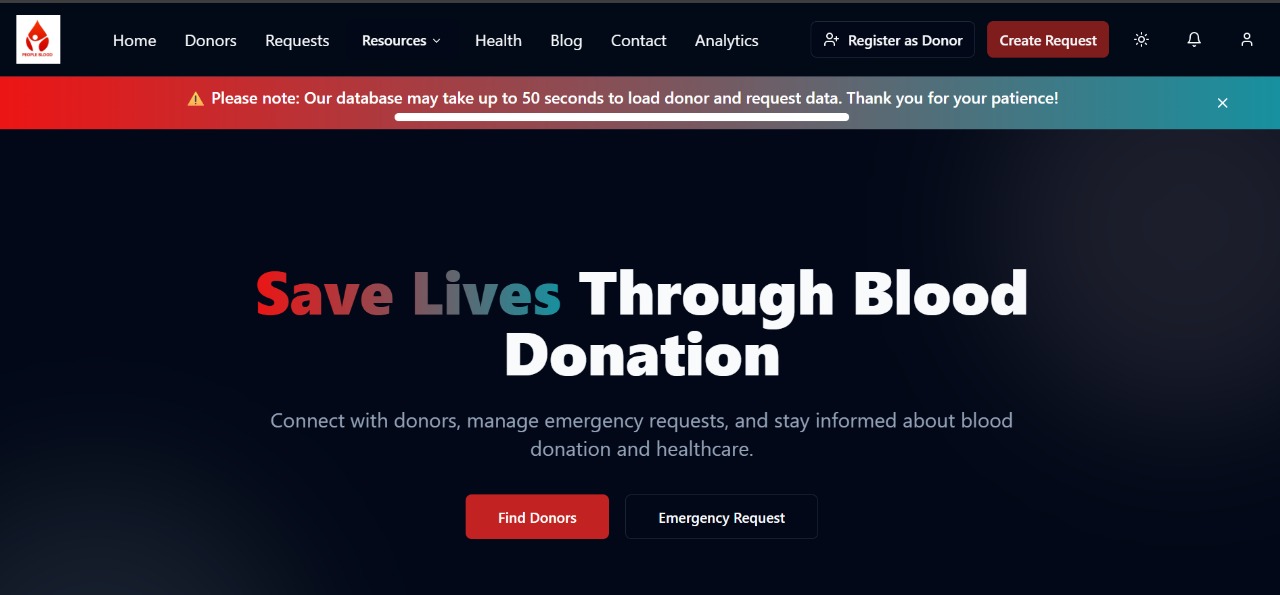 PEOPLE BLOOD
Home
Donors
Requests
Resources
Health
Blog
Contact
Analytics
Register as Donor
Create Request
Please note: Our database may take up to 50 seconds to load donor and request data. Thank you for your patience!
Save Lives Through Blood
Donation
Connect with donors, manage emergency requests, and stay informed about blood
donation and healthcare.
Find Donors
Emergency Request